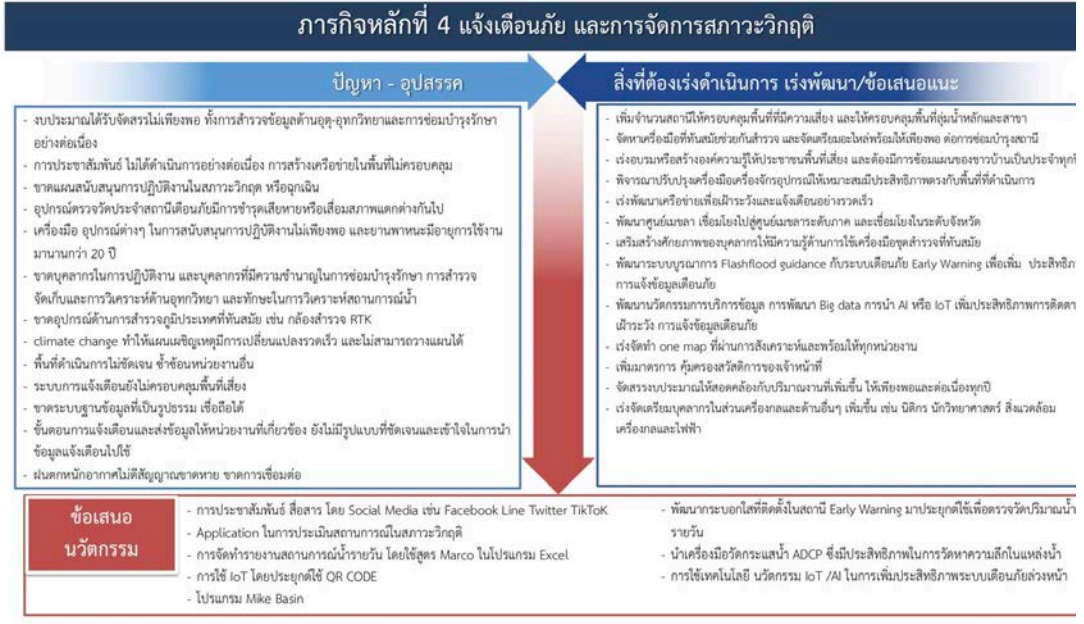 ภารกิจหลักที่ 4 แจ้งเตือนภัย และการจัดการสภาวะวิกฤติ
ปัญหา - อุปสรรค
- งบประมาณได้รับจัดสรรไม่เพียงพอ ทั้งการสำรวจข้อมูลด้านอุตุ-อุทกวิทยาและการซ่อมบำรุงรักษา
อย่างต่อเนื่อง
- การประชาสัมพันธ์ ไม่ได้ดำเนินการอย่างต่อเนื่อง การสร้างเครือข่ายในพื้นที่ไม่ครอบคลุม
- ขาดแผนสนับสนุนการปฏิบัติงานในสภาวะวิกฤต หรือฉุกเฉิน
- อุปกรณ์ตรวจวัดประจำสถานีเตือนภัยมีการชำรุดเสียหายหรือเสื่อมสภาพแตกต่างกันไป
- เครื่องมือ อุปกรณ์ต่างๆ ในการสนับสนุนการปฏิบัติงานไม่เพียงพอ และยานพาหนะมีอายุการใช้งาน
มานานกว่า 20 ปี
- ขาดบุคลากรในการปฏิบัติงาน และบุคลากรที่มีความชำนาญในการซ่อมบำรุงรักษา การสำรวจ
จัดเก็บและการวิเคราะห์ด้านอุทกวิทยา และทักษะในการวิเคราะห์สถานการณ์น้ำ
- ขาดอุปกรณ์ด้านการสำรวจภูมิประเทศที่ทันสมัย เช่น กล้องสำรวจ RTK
- climate change ทำให้แผนเผชิญเหตุมีการเปลี่ยนแปลงรวดเร็ว และไม่สามารถวางแผนได้
- พื้นที่ดำเนินการไม่ชัดเจน ซ้ำซ้อนหน่วยงานอื่น
- ระบบการแจ้งเตือนยังไม่ครอบคลุมพื้นที่เสี่ยง
- ขาดระบบฐานข้อมูลที่เป็นรูปธรรม เชื่อถือได้
- ขั้นตอนการแจ้งเตือนและส่งข้อมูลให้หน่วยงานที่เกี่ยวข้อง ยังไม่มีรูปแบบที่ชัดเจนและเข้าใจในการนำ
ข้อมูลแจ้งเตือนไปใช้
- ฝนตกหนักอากาศไม่ดีสัญญาณขาดหาย ขาดการเชื่อมต่อ
สิ่งที่ต้องเร่งดำเนินการ เร่งพัฒนา/ข้อเสนอแนะ
- เพิ่มจำนวนสถานีให้ครอบคลุมพื้นที่ที่มีความเสี่ยง และให้ครอบคลุมพื้นที่ลุ่มน้ำหลักและสาขา
- จัดหาเครื่องมือที่ทันสมัยช่วยกันสำรวจ และจัดเตรียมอะไหล่พร้อมให้เพียงพอ ต่อการซ่อมบำรุงสถานี
- เร่งอบรมหรือสร้างองค์ความรู้ให้ประชาชนพื้นที่เสี่ยง และต้องมีการซ้อมแผนของชาวบ้านเป็นประจำทุกปี
- พิจารณาปรับปรุงเครื่องมือเครื่องจักรอุปกรณ์ให้เหมาะสมมีประสิทธิภาพตรงกับพื้นที่ที่ดำเนินการ
- เร่งพัฒนาเครือข่ายเพื่อเฝ้าระวังและแจ้งเตือนอย่างรวดเร็ว
- พัฒนาศูนย์เมขลา เชื่อมโยงไปสู่ศูนย์เมขลาระดับภาค และเชื่อมโยงในระดับจังหวัด
- เสริมสร้างศักยภาพของบุคลากรให้มีความรู้ด้านการใช้เครื่องมือชุดสำรวจที่ทันสมัย
- พัฒนาระบบบูรณาการ Flashflood guidance กับระบบเตือนภัย Early Warning เพื่อเพิ่ม ประสิทธิภา
การแจ้งข้อมูลเตือนภัย
- พัฒนานวัตกรรมการบริการข้อมูล การพัฒนา Big data การนำ AI หรือ IoT เพิ่มประสิทธิภาพการติดตา
เฝ้าระวัง การแจ้งข้อมูลเตือนภัย
- เร่งจัดทำ one map ที่ผ่านการสังเคราะห์และพร้อมให้ทุกหน่วยงาน
- เพิ่มมาตรการ คุ้มครองสวัสดิการของเจ้าหน้าที่
- จัดสรรงบประมาณให้สอดคล้องกับปริมาณงานที่เพิ่มขึ้น ให้เพียงพอและต่อเนื่องทุกปี
- เร่งจัดเตรียมบุคลากรในส่วนเครื่องกลและด้านอื่นๆ เพิ่มขึ้น เช่น นิติกร นักวิทยาศาสตร์ สิ่งแวดล้อม
เครื่องกลและไฟฟ้า
ข้อเสนอ
นวัตกรรม
- การประชาสัมพันธ์ สื่อสาร โดย Social Media เช่น Facebook Line Twitter TikToK
- Application ในการประเมินสถานการณ์ในสภาวะวิกฤติ
- การจัดทำรายงานสถานการณ์น้ำรายวัน โดยใช้สูตร Marco ในโปรแกรม Excel
- การใช้ IoT โดยประยุกต์ใช้ QR CODE
- โปรแกรม Mike Basin
- พัฒนากระบอกใสที่ติดตั้งในสถานี Early Warning มาประยุกต์ใช้เพื่อตรวจวัดปริมาณน้ำ
รายวัน
- นำเครื่องมือวัดกระแสน้ำ ADCP ซึ่งมีประสิทธิภาพในการวัดหาความลึกในแหล่งน้ำ
- การใช้เทคโนโลยี นวัตกรรม IoT /AI ในการเพิ่มประสิทธิภาพระบบเตือนภัยล่วงหน้า